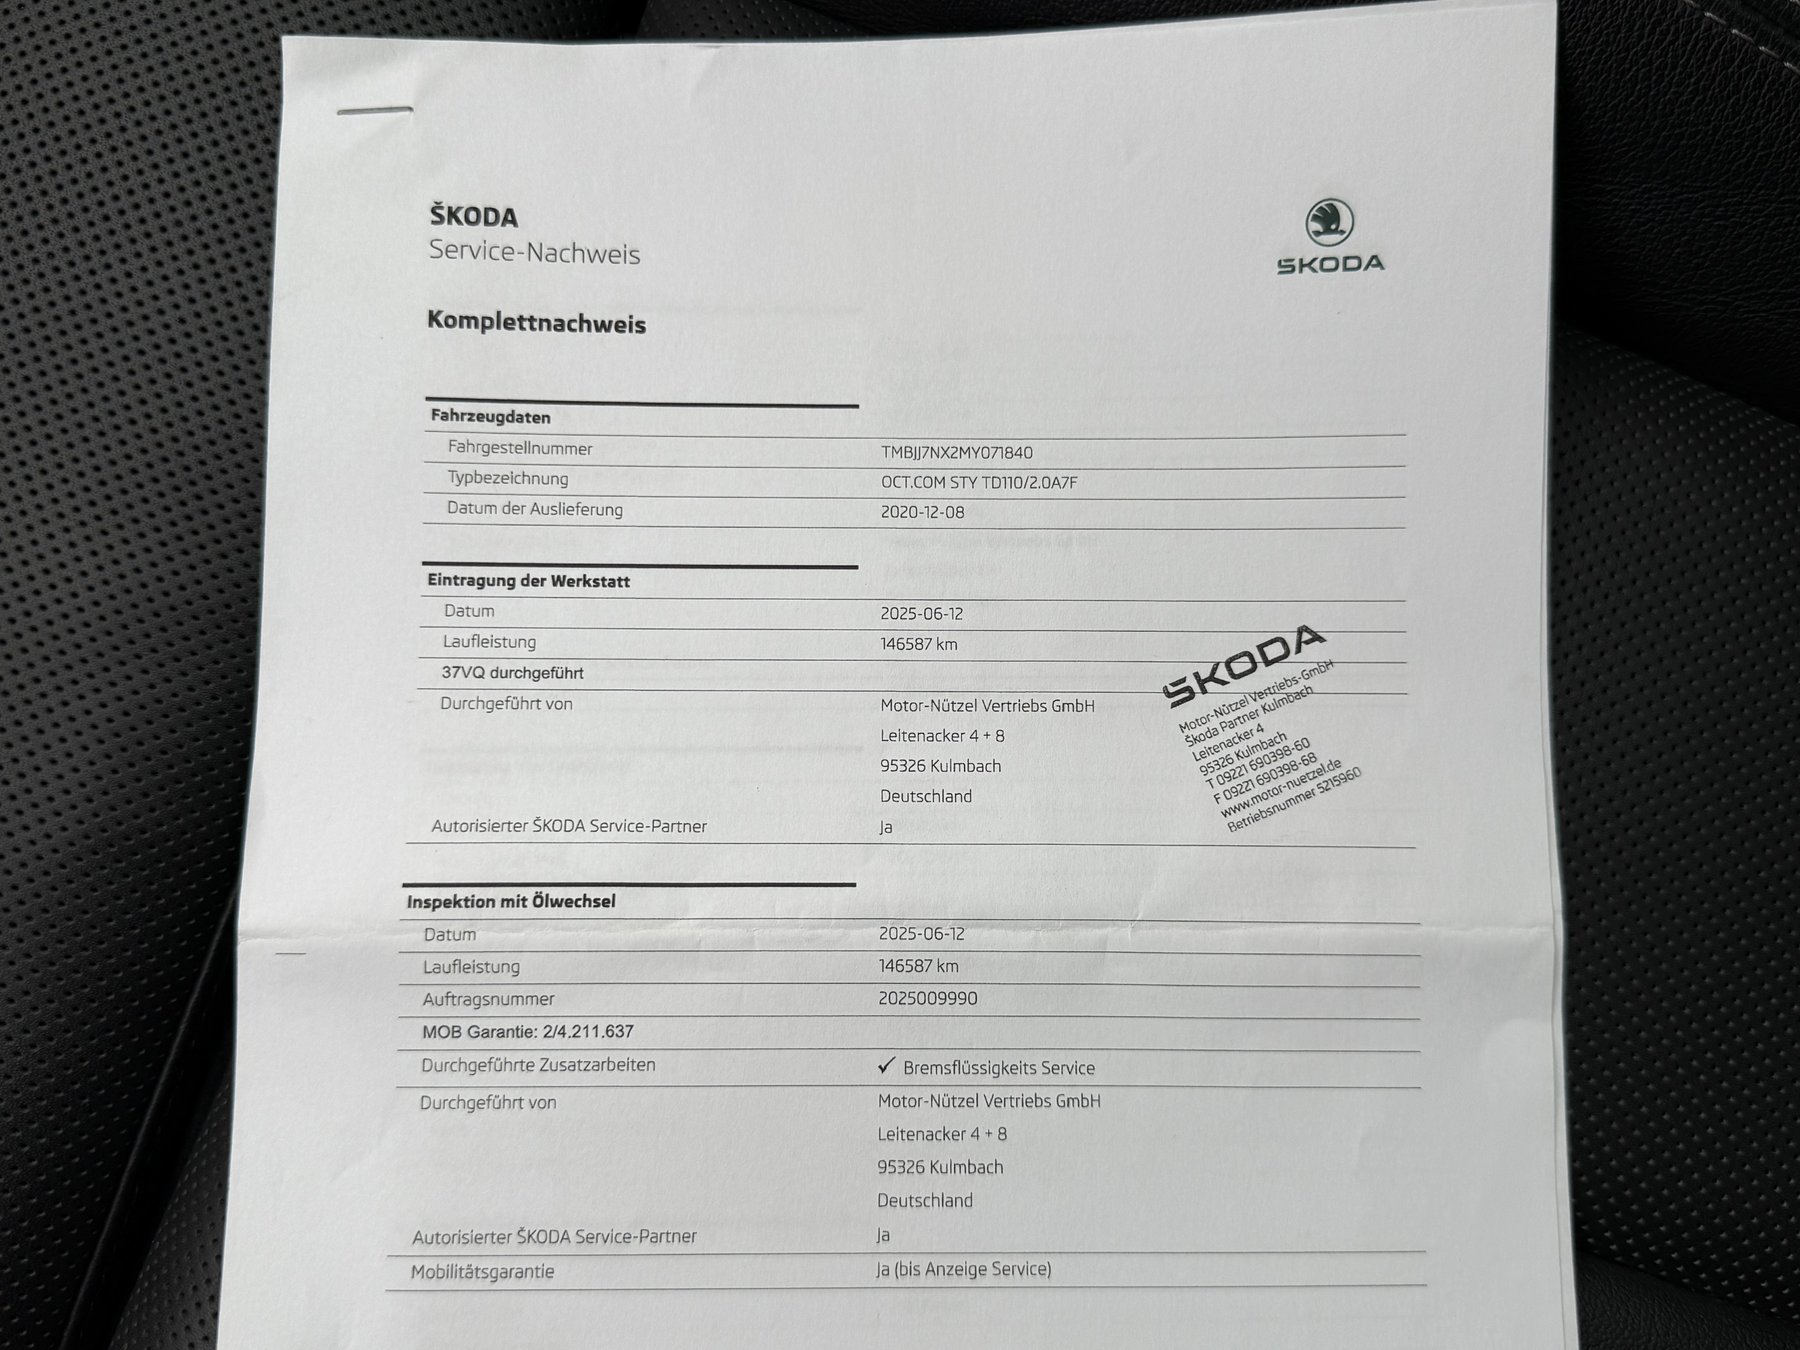 ŠKODA
Service-Nachweis
SKODA
Komplettnachweis
Fahrzeugdaten
Fahrgestellnummer TMBJJ7NX2MY071840
Typbezeichnung OCT.COM STY TD110/2.0A7F
Datum der Auslieferung 2020-12-08
Eintragung der Werkstatt
Datum 2025-06-12
Laufleistung 146587 km
37VQ durchgeführt
Durchgeführt von Motor-Nützel Vertriebs GmbH
Leitenacker 4 + 8
95326 Kulmbach
Deutschland
Autorisierter ŠKODA Service-Partner Ja
SKODA
Motor-Nützel Vertriebs-GmbH
Škoda Partner Kulmbach
Leitenacker 4
95326 Kulmbach
T 09221 690398-60
F 09221 690398-68
www.motor-nuetzel.de
Betriebsnummer 5215960
Inspektion mit Ölwechsel
Datum 2025-06-12
Laufleistung 146587 km
Auftragsnummer 2025009990
MOB Garantie: 2/4.211.637
Durchgeführte Zusatzarbeiten ✓ Bremsflüssigkeits Service
Durchgeführt von Motor-Nützel Vertriebs GmbH
Leitenacker 4 + 8
95326 Kulmbach
Deutschland
Autorisierter ŠKODA Service-Partner Ja
Mobilitätsgarantie Ja (bis Anzeige Service)